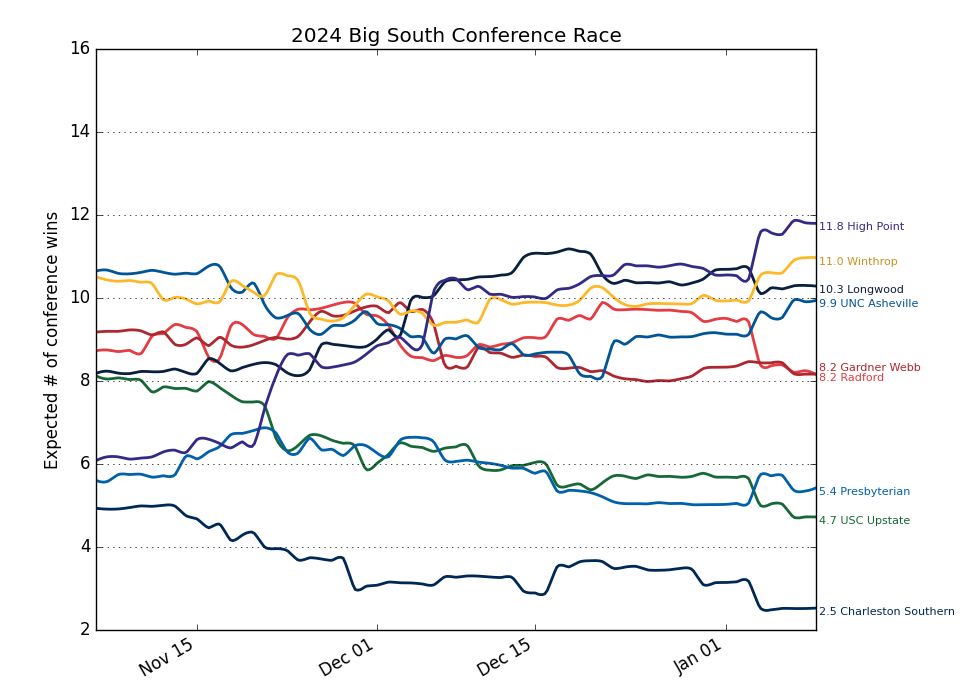 2024 Big South Conference Race
Expected # of conference wins
16
14
12
10
8
6
4
2
Nov 15
Dec 01
Dec 15
Jan 01
11.8 High Point
11.0 Winthrop
10.3 Longwood
9.9 UNC Asheville
8.2 Gardner Webb
8.2 Radford
5.4 Presbyterian
4.7 USC Upstate
2.5 Charleston Southern